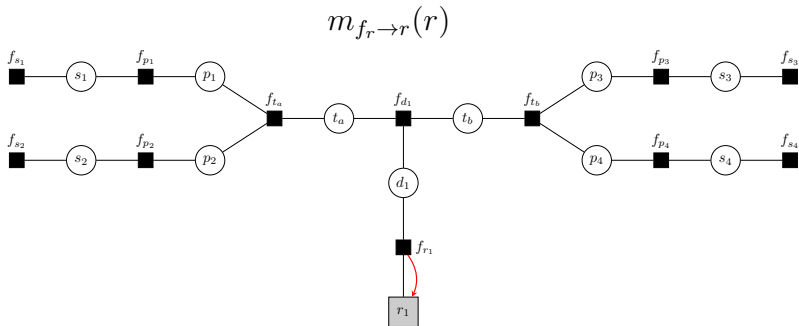 m_{f_r→r}(r)
f_{s_1} f_{p_1} f_{p_3} f_{s_3}
s_1 p_1 p_3 s_3
f_{t_a} f_{d_1} f_{t_b}
t_a t_b
f_{s_2} f_{p_2} f_{p_4} f_{s_4}
s_2 p_2 p_4 s_4
d_1
f_{r_1}
r_1